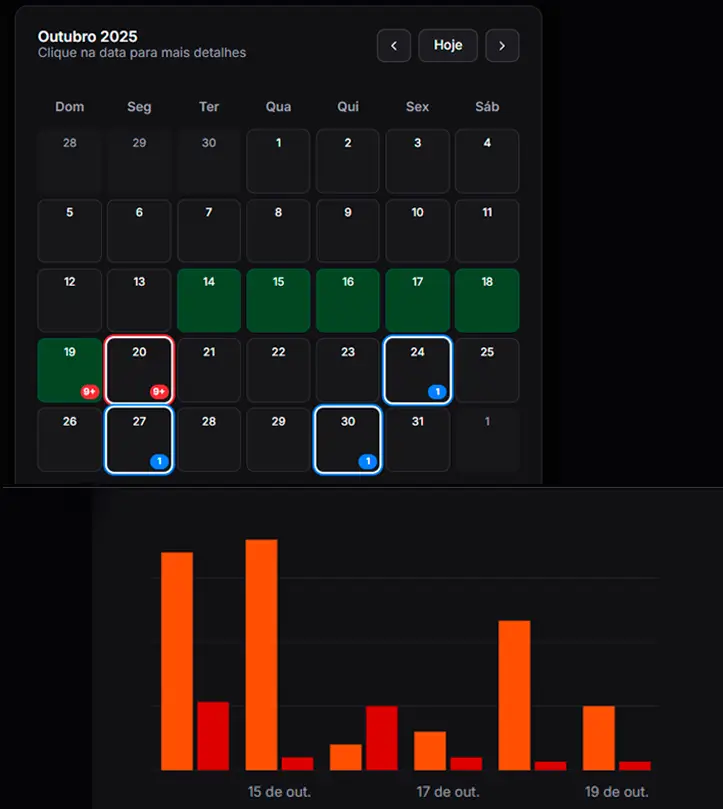 Outubro 2025
Clique na data para mais detalhes
Hoje
Dom Seg Ter Qua Qui Sex Sáb
28 29 30 1 2 3 4
5 6 7 8 9 10 11
12 13 14 15 16 17 18
19 20 21 22 23 24 25
9+ 9+ 1
26 27 28 29 30 31 1
1 1
15 de out. 17 de out. 19 de out.